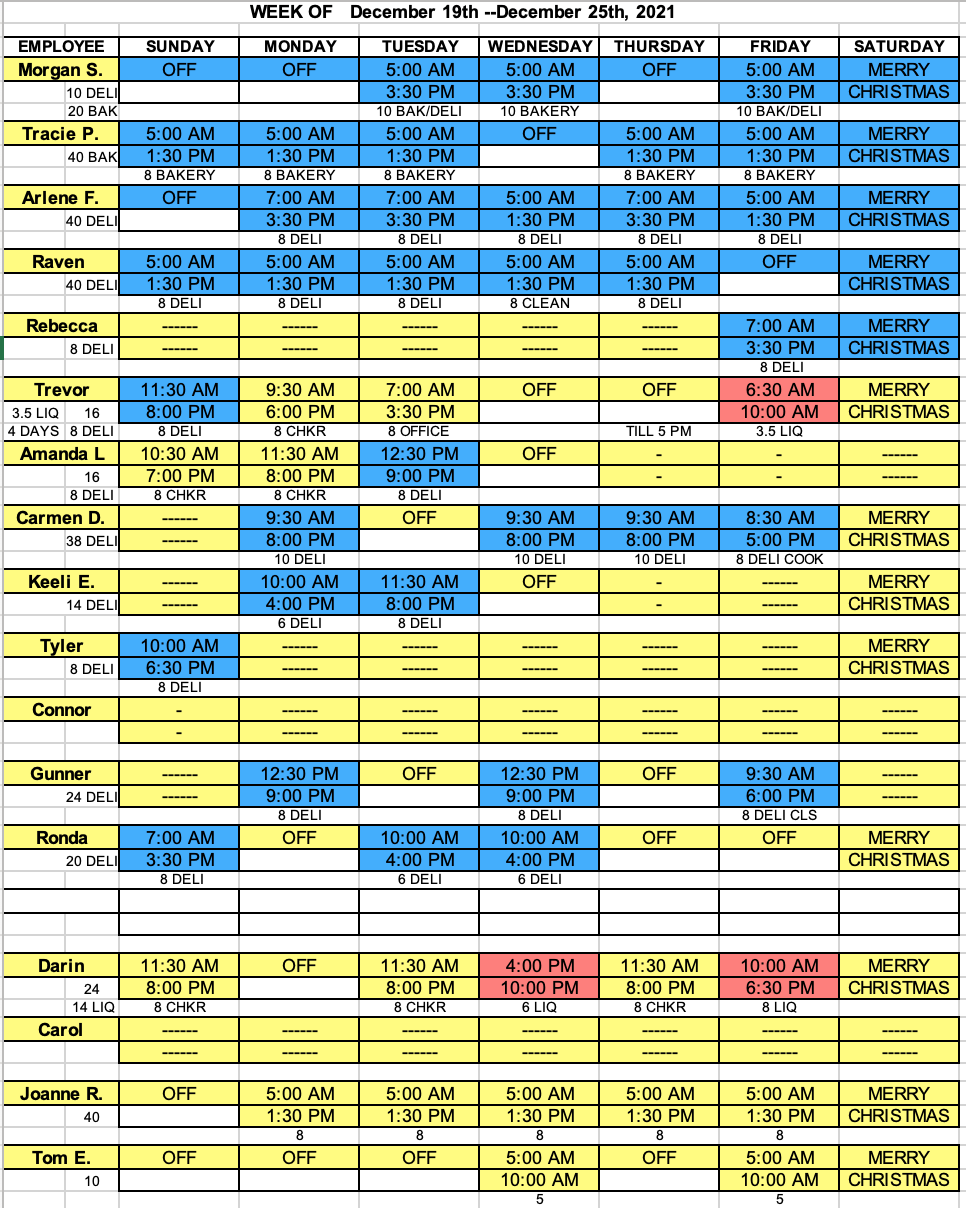 WEEK OF December 19th --December 25th, 2021
EMPLOYEE SUNDAY MONDAY TUESDAY WEDNESDAY THURSDAY FRIDAY SATURDAY
Morgan S. OFF OFF 5:00 AM 5:00 AM OFF 5:00 AM MERRY
10 DELI 3:30 PM 3:30 PM 3:30 PM CHRISTMAS
20 BAK 10 BAK/DELI 10 BAKERY 10 BAK/DELI
Tracie P. 5:00 AM 5:00 AM 5:00 AM OFF 5:00 AM 5:00 AM MERRY
40 BAK 1:30 PM 1:30 PM 1:30 PM 1:30 PM 1:30 PM CHRISTMAS
8 BAKERY 8 BAKERY 8 BAKERY 8 BAKERY 8 BAKERY
Arlene F. OFF 7:00 AM 7:00 AM 5:00 AM 7:00 AM 5:00 AM MERRY
40 DELI 3:30 PM 3:30 PM 1:30 PM 3:30 PM 1:30 PM CHRISTMAS
8 DELI 8 DELI 8 DELI 8 DELI 8 DELI
Raven 5:00 AM 5:00 AM 5:00 AM 5:00 AM 5:00 AM OFF MERRY
40 DELI 1:30 PM 1:30 PM 1:30 PM 1:30 PM 1:30 PM CHRISTMAS
8 DELI 8 DELI 8 DELI 8 CLEAN 8 DELI
Rebecca ------ ------ ------ ------ ------ 7:00 AM MERRY
8 DELI ------ ------ ------ ------ ------ 3:30 PM CHRISTMAS
8 DELI
Trevor 11:30 AM 9:30 AM 7:00 AM OFF OFF 6:30 AM MERRY
3.5 LIQ 16 8:00 PM 6:00 PM 3:30 PM 10:00 AM CHRISTMAS
4 DAYS 8 DELI 8 DELI 8 CHKR 8 OFFICE TILL 5 PM 3.5 LIQ
Amanda L 10:30 AM 11:30 AM 12:30 PM OFF - - ------
16 7:00 PM 8:00 PM 9:00 PM - - ------
8 DELI 8 CHKR 8 CHKR 8 DELI
Carmen D. ------ 9:30 AM OFF 9:30 AM 9:30 AM 8:30 AM MERRY
38 DELI ------ 8:00 PM 8:00 PM 8:00 PM 5:00 PM CHRISTMAS
10 DELI 10 DELI 10 DELI 8 DELI COOK
Keeli E. ------ 10:00 AM 11:30 AM OFF - ------ MERRY
14 DELI ------ 4:00 PM 8:00 PM - ------ CHRISTMAS
6 DELI 8 DELI
Tyler 10:00 AM ------ ------ ------ ------ ------ MERRY
8 DELI 6:30 PM ------ ------ ------ ------ ------ CHRISTMAS
8 DELI
Connor - ------ ------ ------ ------ ------ ------
- ------ ------ ------ ------ ------ ------
Gunner ------ 12:30 PM OFF 12:30 PM OFF 9:30 AM ------
24 DELI ------ 9:00 PM 9:00 PM 6:00 PM ------
8 DELI 8 DELI 8 DELI CLS
Ronda 7:00 AM OFF 10:00 AM 10:00 AM OFF OFF MERRY
20 DELI 3:30 PM 4:00 PM 4:00 PM CHRISTMAS
8 DELI 6 DELI 6 DELI
Darin 11:30 AM OFF 11:30 AM 4:00 PM 11:30 AM 10:00 AM MERRY
24 8:00 PM 8:00 PM 10:00 PM 8:00 PM 6:30 PM CHRISTMAS
14 LIQ 8 CHKR 8 CHKR 6 LIQ 8 CHKR 8 LIQ
Carol ------ ------ ------ ------ ------ ------ ------
------ ------ ------ ------ ------ ------ ------
Joanne R. OFF 5:00 AM 5:00 AM 5:00 AM 5:00 AM 5:00 AM MERRY
40 1:30 PM 1:30 PM 1:30 PM 1:30 PM 1:30 PM CHRISTMAS
8 8 8 8 8
Tom E. OFF OFF OFF 5:00 AM OFF 5:00 AM MERRY
10 10:00 AM 10:00 AM CHRISTMAS
5 5